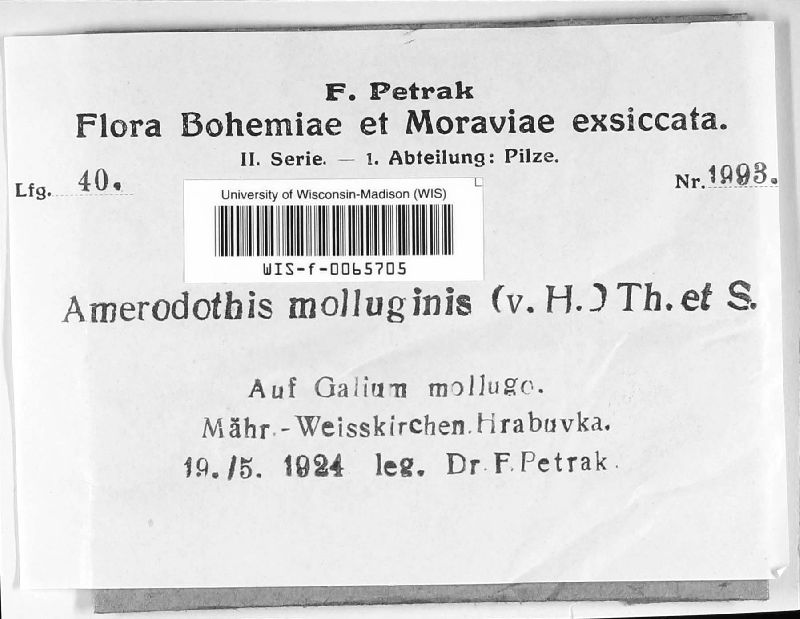 F. Petrak
Flora Bohemiae et Moraviae exsiccata.
II. Serie. — 1. Abteilung: Pilze.
Lfg. 40. Nr. 1993.
University of Wisconsin-Madison (WIS)
WIS-f-0065705
Amerodothis molluginis (v. H.) Th. et S.
Auf Galium mollugo.
Mähr.-Weisskirchen. Hrabuvka.
19./5. 1924 leg. Dr. F. Petrak.